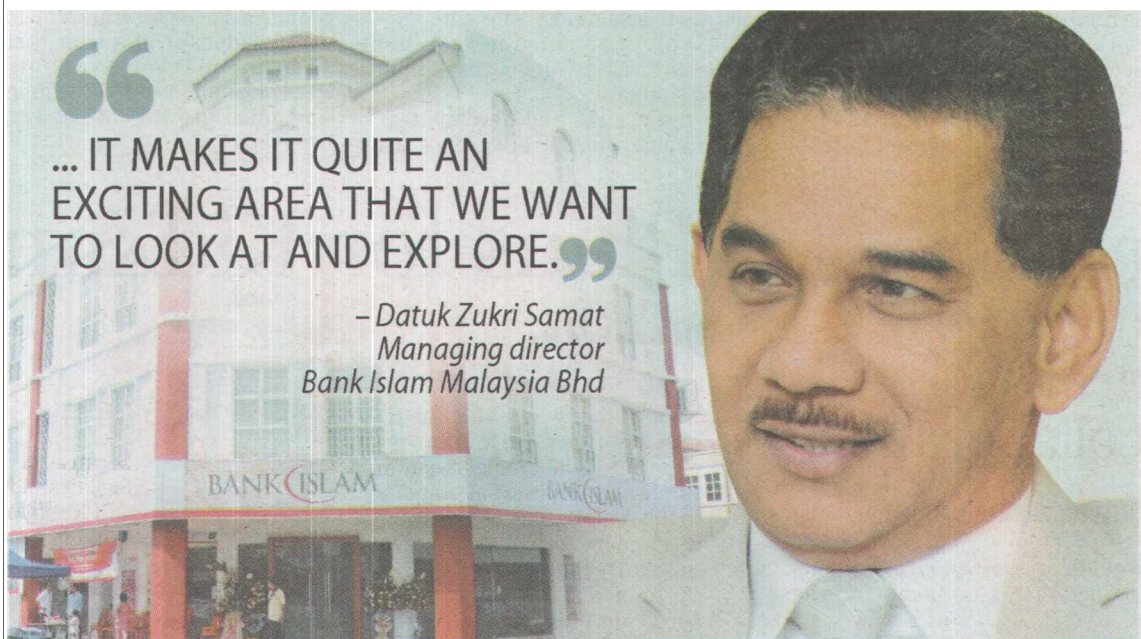 “
... IT MAKES IT QUITE AN
EXCITING AREA THAT WE WANT
TO LOOK AT AND EXPLORE.”
– Datuk Zukri Samat
Managing director
Bank Islam Malaysia Bhd
BANK ISLAM
BANK ISLAM